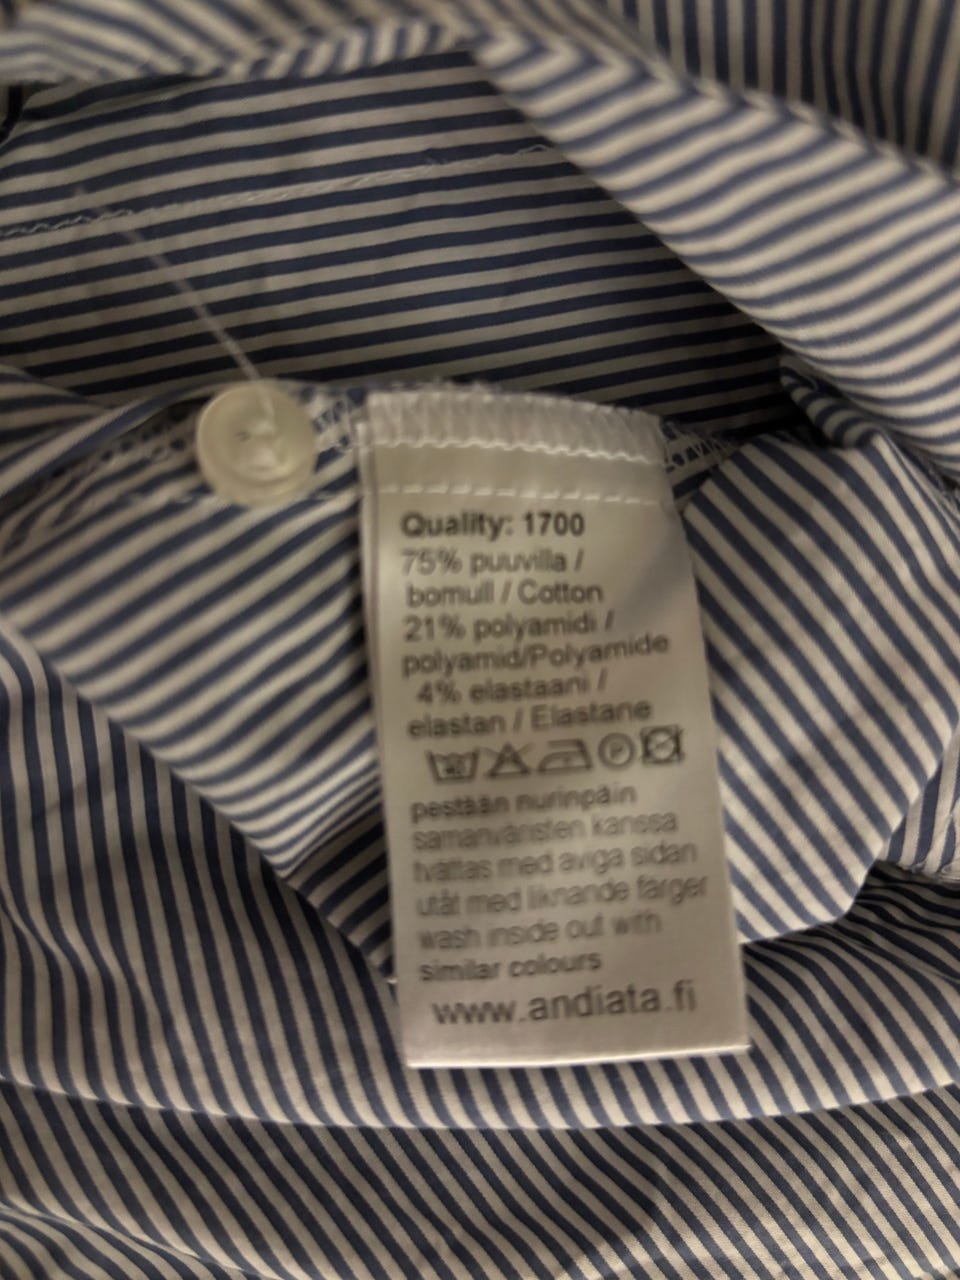 Quality: 1700
75% puuvilla /
bomull / Cotton
21% polyamidi /
polyamid/Polyamide
4% elastaani /
elastan / Elastane
P
pestään nurinpäin
samanväristen kanssa
tvättas med aviga sidan
utåt med liknande färger
wash inside out with
similar colours
www.andiata.fi